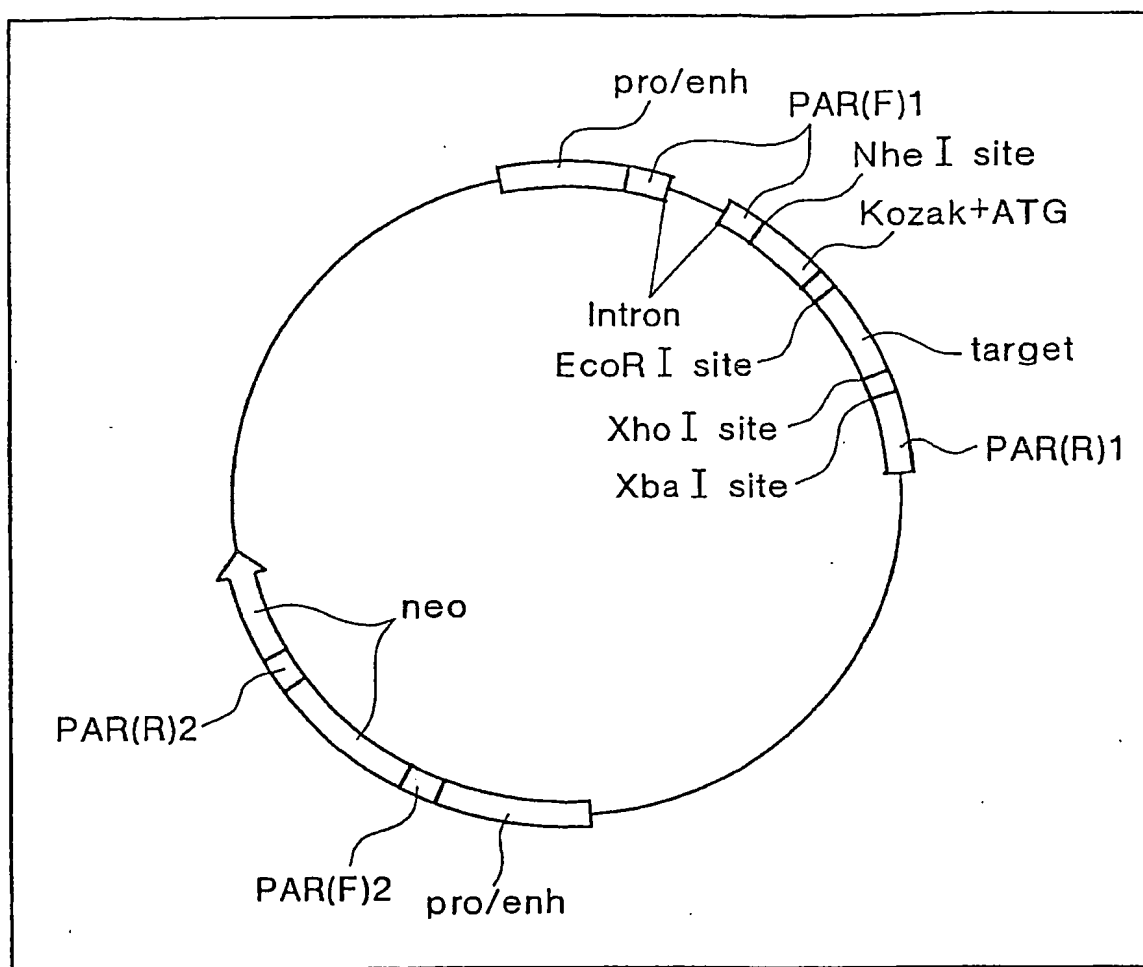 pro/enh
PAR(F)1
Nhe I site
Kozak+ATG
Intron
EcoR I site
target
Xho I site
PAR(R)1
Xba I site
neo
PAR(R)2
PAR(F)2
pro/enh